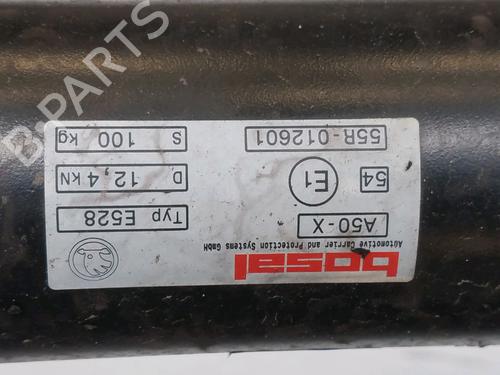 bosal
Automotive Carrier and Protection Systems GmbH
A50-X
Typ E528
E1
54
D 12,4 kN
55R-012601
S 100 kg
B-PARTS